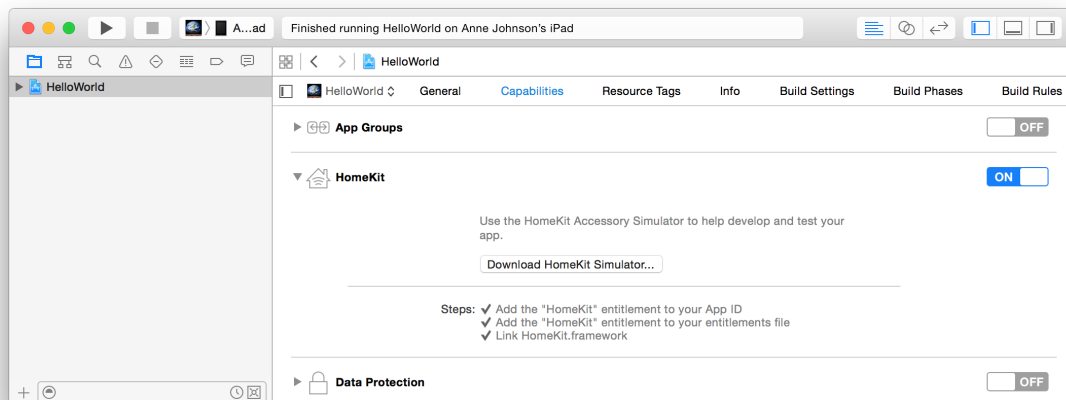 A...ad
Finished running HelloWorld on Anne Johnson's iPad
HelloWorld
HelloWorld
HelloWorld General Capabilities Resource Tags Info Build Settings Build Phases Build Rules
App Groups OFF
HomeKit ON
Use the HomeKit Accessory Simulator to help develop and test your
app.
Download HomeKit Simulator...
Steps: ✔ Add the "HomeKit" entitlement to your App ID
✔ Add the "HomeKit" entitlement to your entitlements file
✔ Link HomeKit.framework
Data Protection OFF